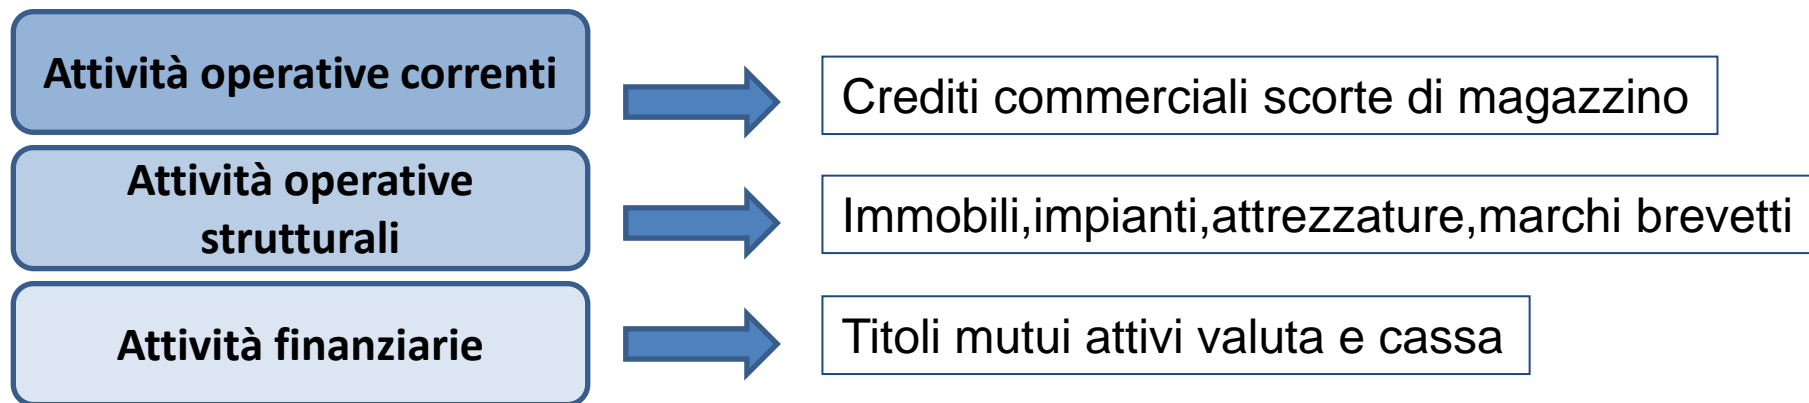 Attività operative correnti
Crediti commerciali scorte di magazzino
Attività operative
strutturali
Immobili,impianti,attrezzature,marchi brevetti
Attività finanziarie
Titoli mutui attivi valuta e cassa